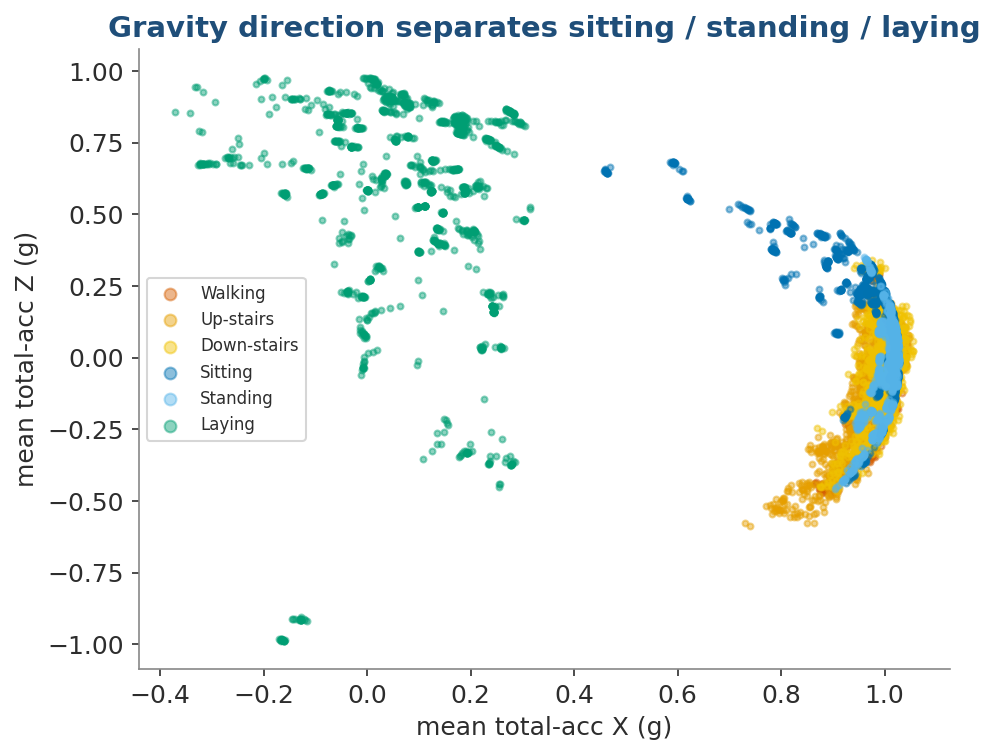 Gravity direction separates sitting / standing / laying
mean total-acc Z (g)
1.00
0.75
0.50
0.25
0.00
−0.25
−0.50
−0.75
−1.00
Walking
Up-stairs
Down-stairs
Sitting
Standing
Laying
−0.4 −0.2 0.0 0.2 0.4 0.6 0.8 1.0
mean total-acc X (g)